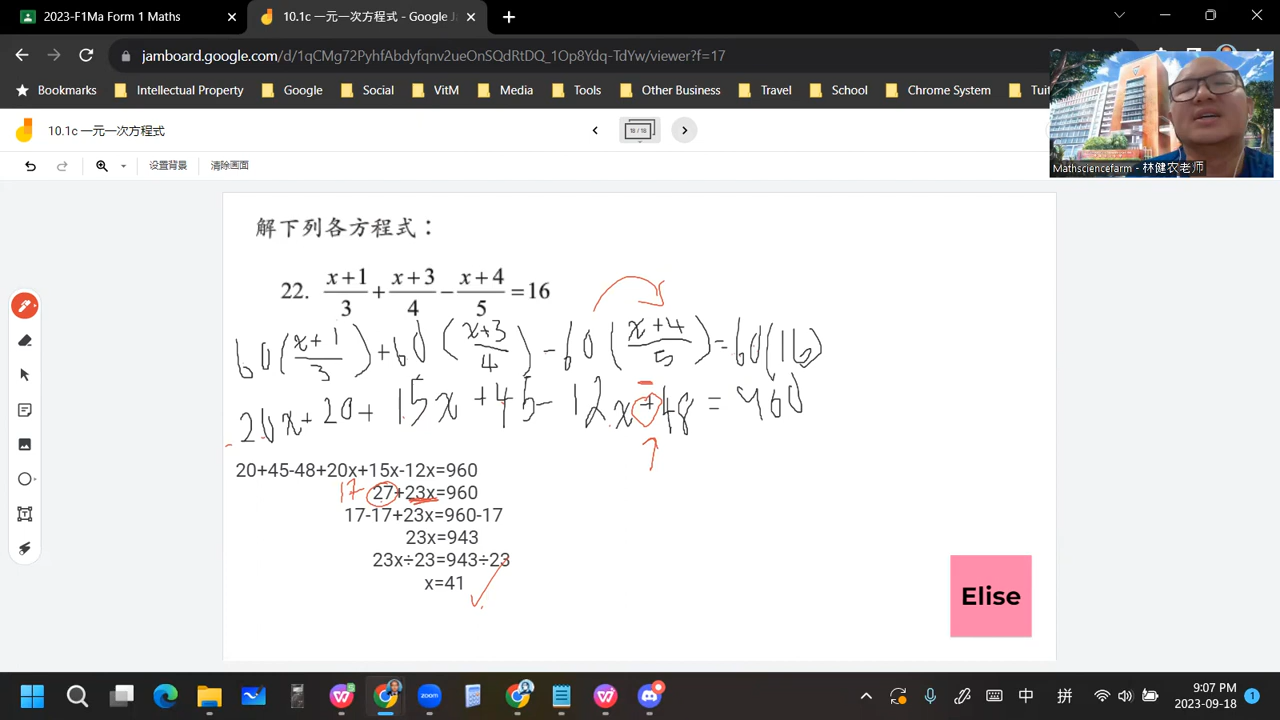 2023-F1Ma Form 1 Maths
10.1c 一元一次方程式 - Google Ja
jamboard.google.com/d/1qCMg72PyhfAbdyfqnv2ueOnSOdRtDO_1Op8Ydq-TdYw/viewer?f=17
Bookmarks Intellectual Property Google Social VitM Media Tools Other Business Travel School Chrome System Tuit
10.1c 一元一次方程式
18 / 18
设置背景 清除画面
Mathsciencefarm - 林健农老师
解下列各方程式：
22. (x+1)/3 + (x+3)/4 - (x+4)/5 = 16
60((x+1)/3) + 60((x+3)/4) - 60((x+4)/5) = 60(16)
20x + 20 + 15x + 45 - 12x + 48 = 960
-
20+45-48+20x+15x-12x=960
17 27+23x=960
17-17+23x=960-17
23x=943
23x÷23=943÷23
x=41
Elise
中 拼
9:07 PM
2023-09-18
1